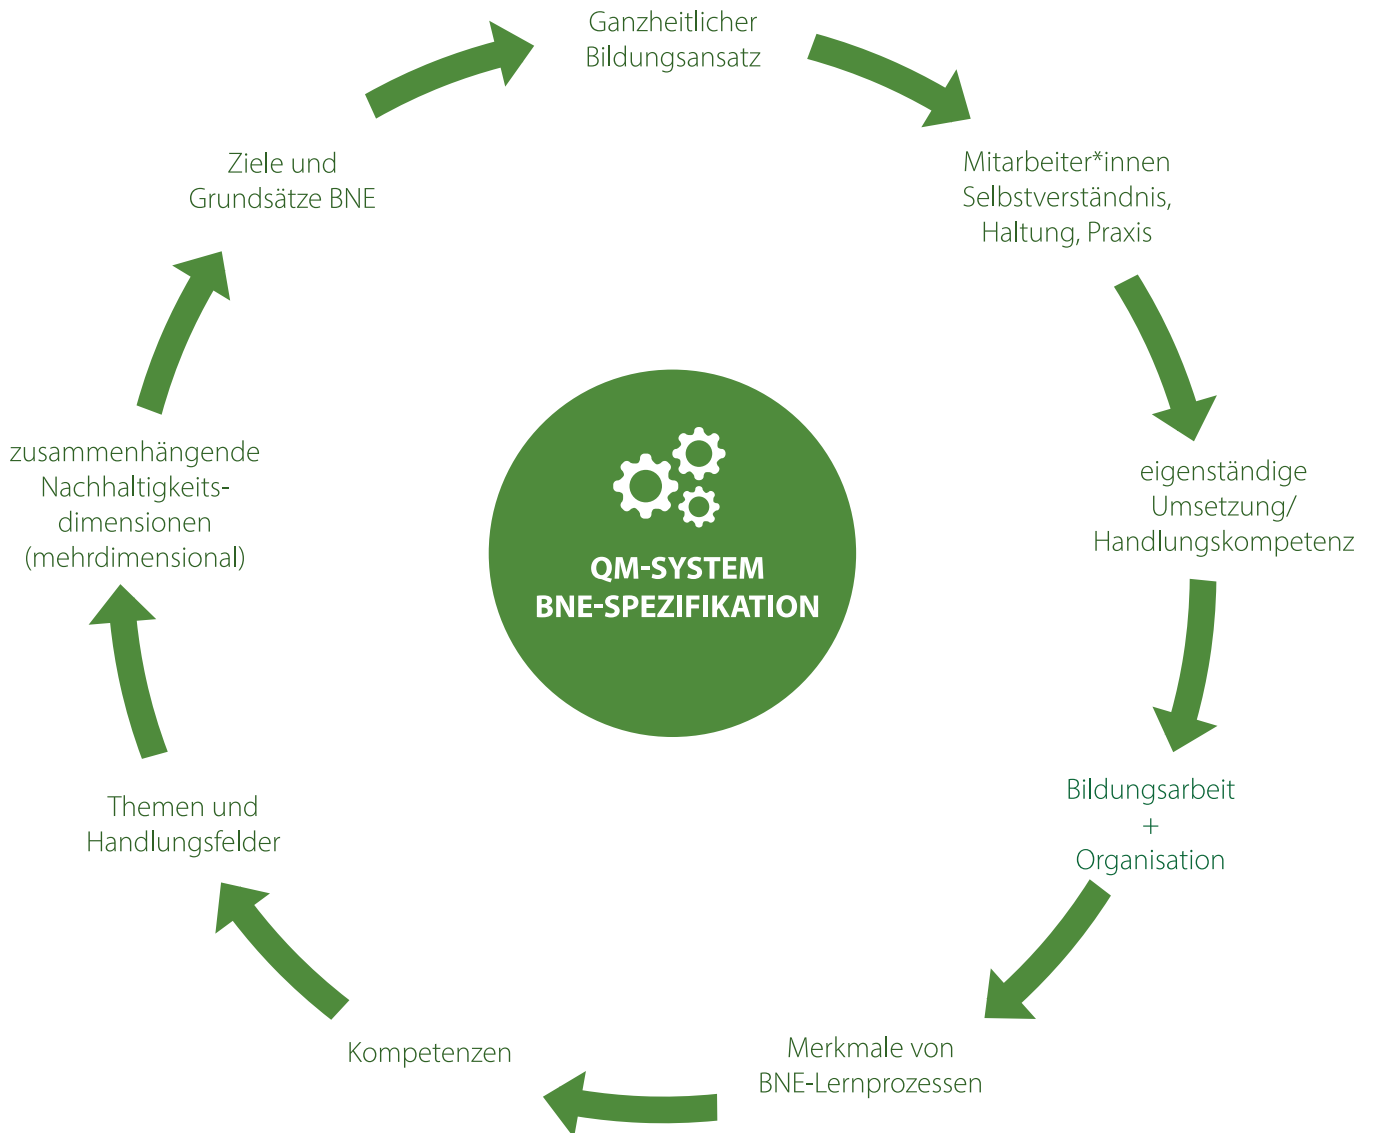 Ganzheitlicher
Bildungsansatz
Mitarbeiter*innen
Selbstverständnis,
Haltung, Praxis
eigenständige
Umsetzung/
Handlungskompetenz
Bildungsarbeit
+
Organisation
Merkmale von
BNE-Lernprozessen
Kompetenzen
Themen und
Handlungsfelder
zusammenhängende
Nachhaltigkeits-
dimensionen
(mehrdimensional)
Ziele und
Grundsätze BNE
QM-SYSTEM
BNE-SPEZIFIKATION